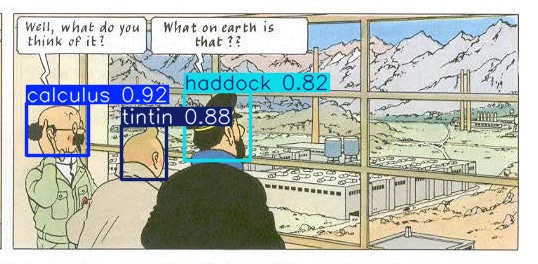 Well, what do you
think of it?
What on earth is
that ??
haddock 0.82
calculus 0.92
tintin 0.88